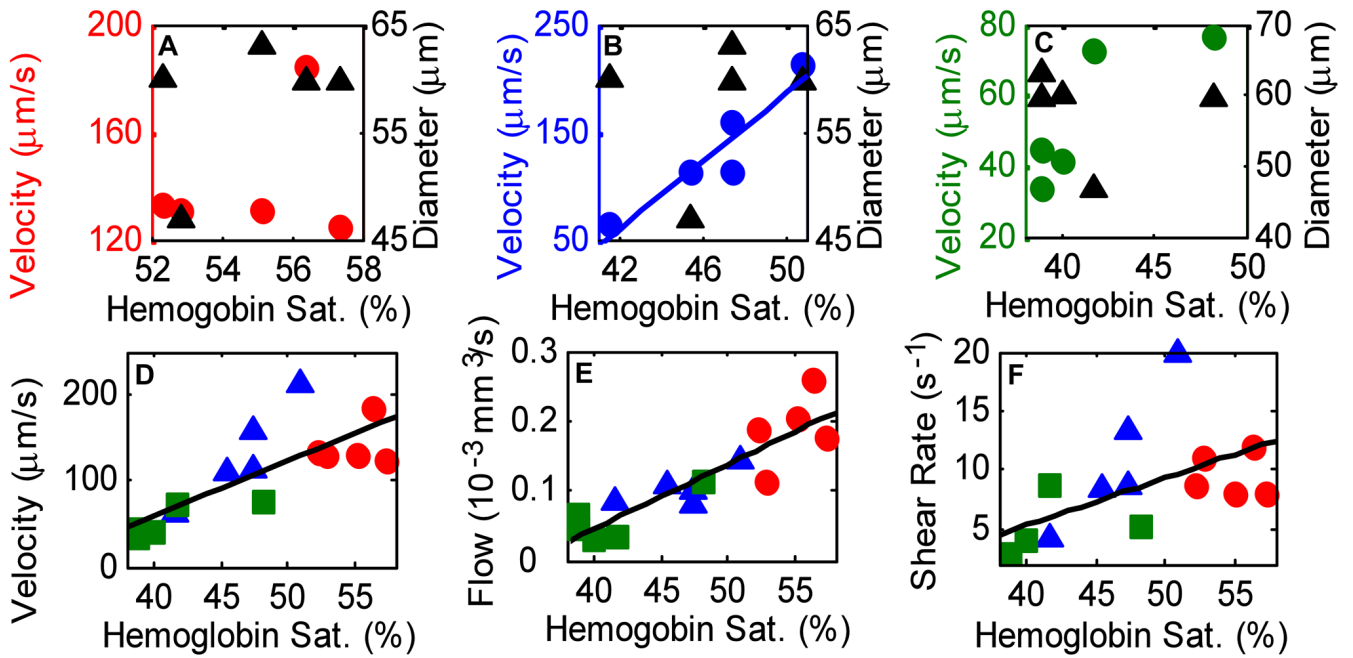 A
Velocity (μm/s)
200
160
120
65
55
45
Diameter (μm)
52 54 56 58
Hemogobin Sat. (%)
B
Velocity (μm/s)
250
150
50
65
55
45
Diameter (μm)
42 46 50
Hemogobin Sat. (%)
C
Velocity (μm/s)
80
60
40
20
70
60
50
40
Diameter (μm)
40 45 50
Hemogobin Sat. (%)
D
Velocity (μm/s)
200
100
0
40 45 50 55
Hemoglobin Sat. (%)
E
Flow (10⁻³ mm³/s)
0.3
0.2
0.1
0
40 45 50 55
Hemoglobin Sat. (%)
F
Shear Rate (s⁻¹)
20
15
10
5
40 45 50 55
Hemoglobin Sat. (%)